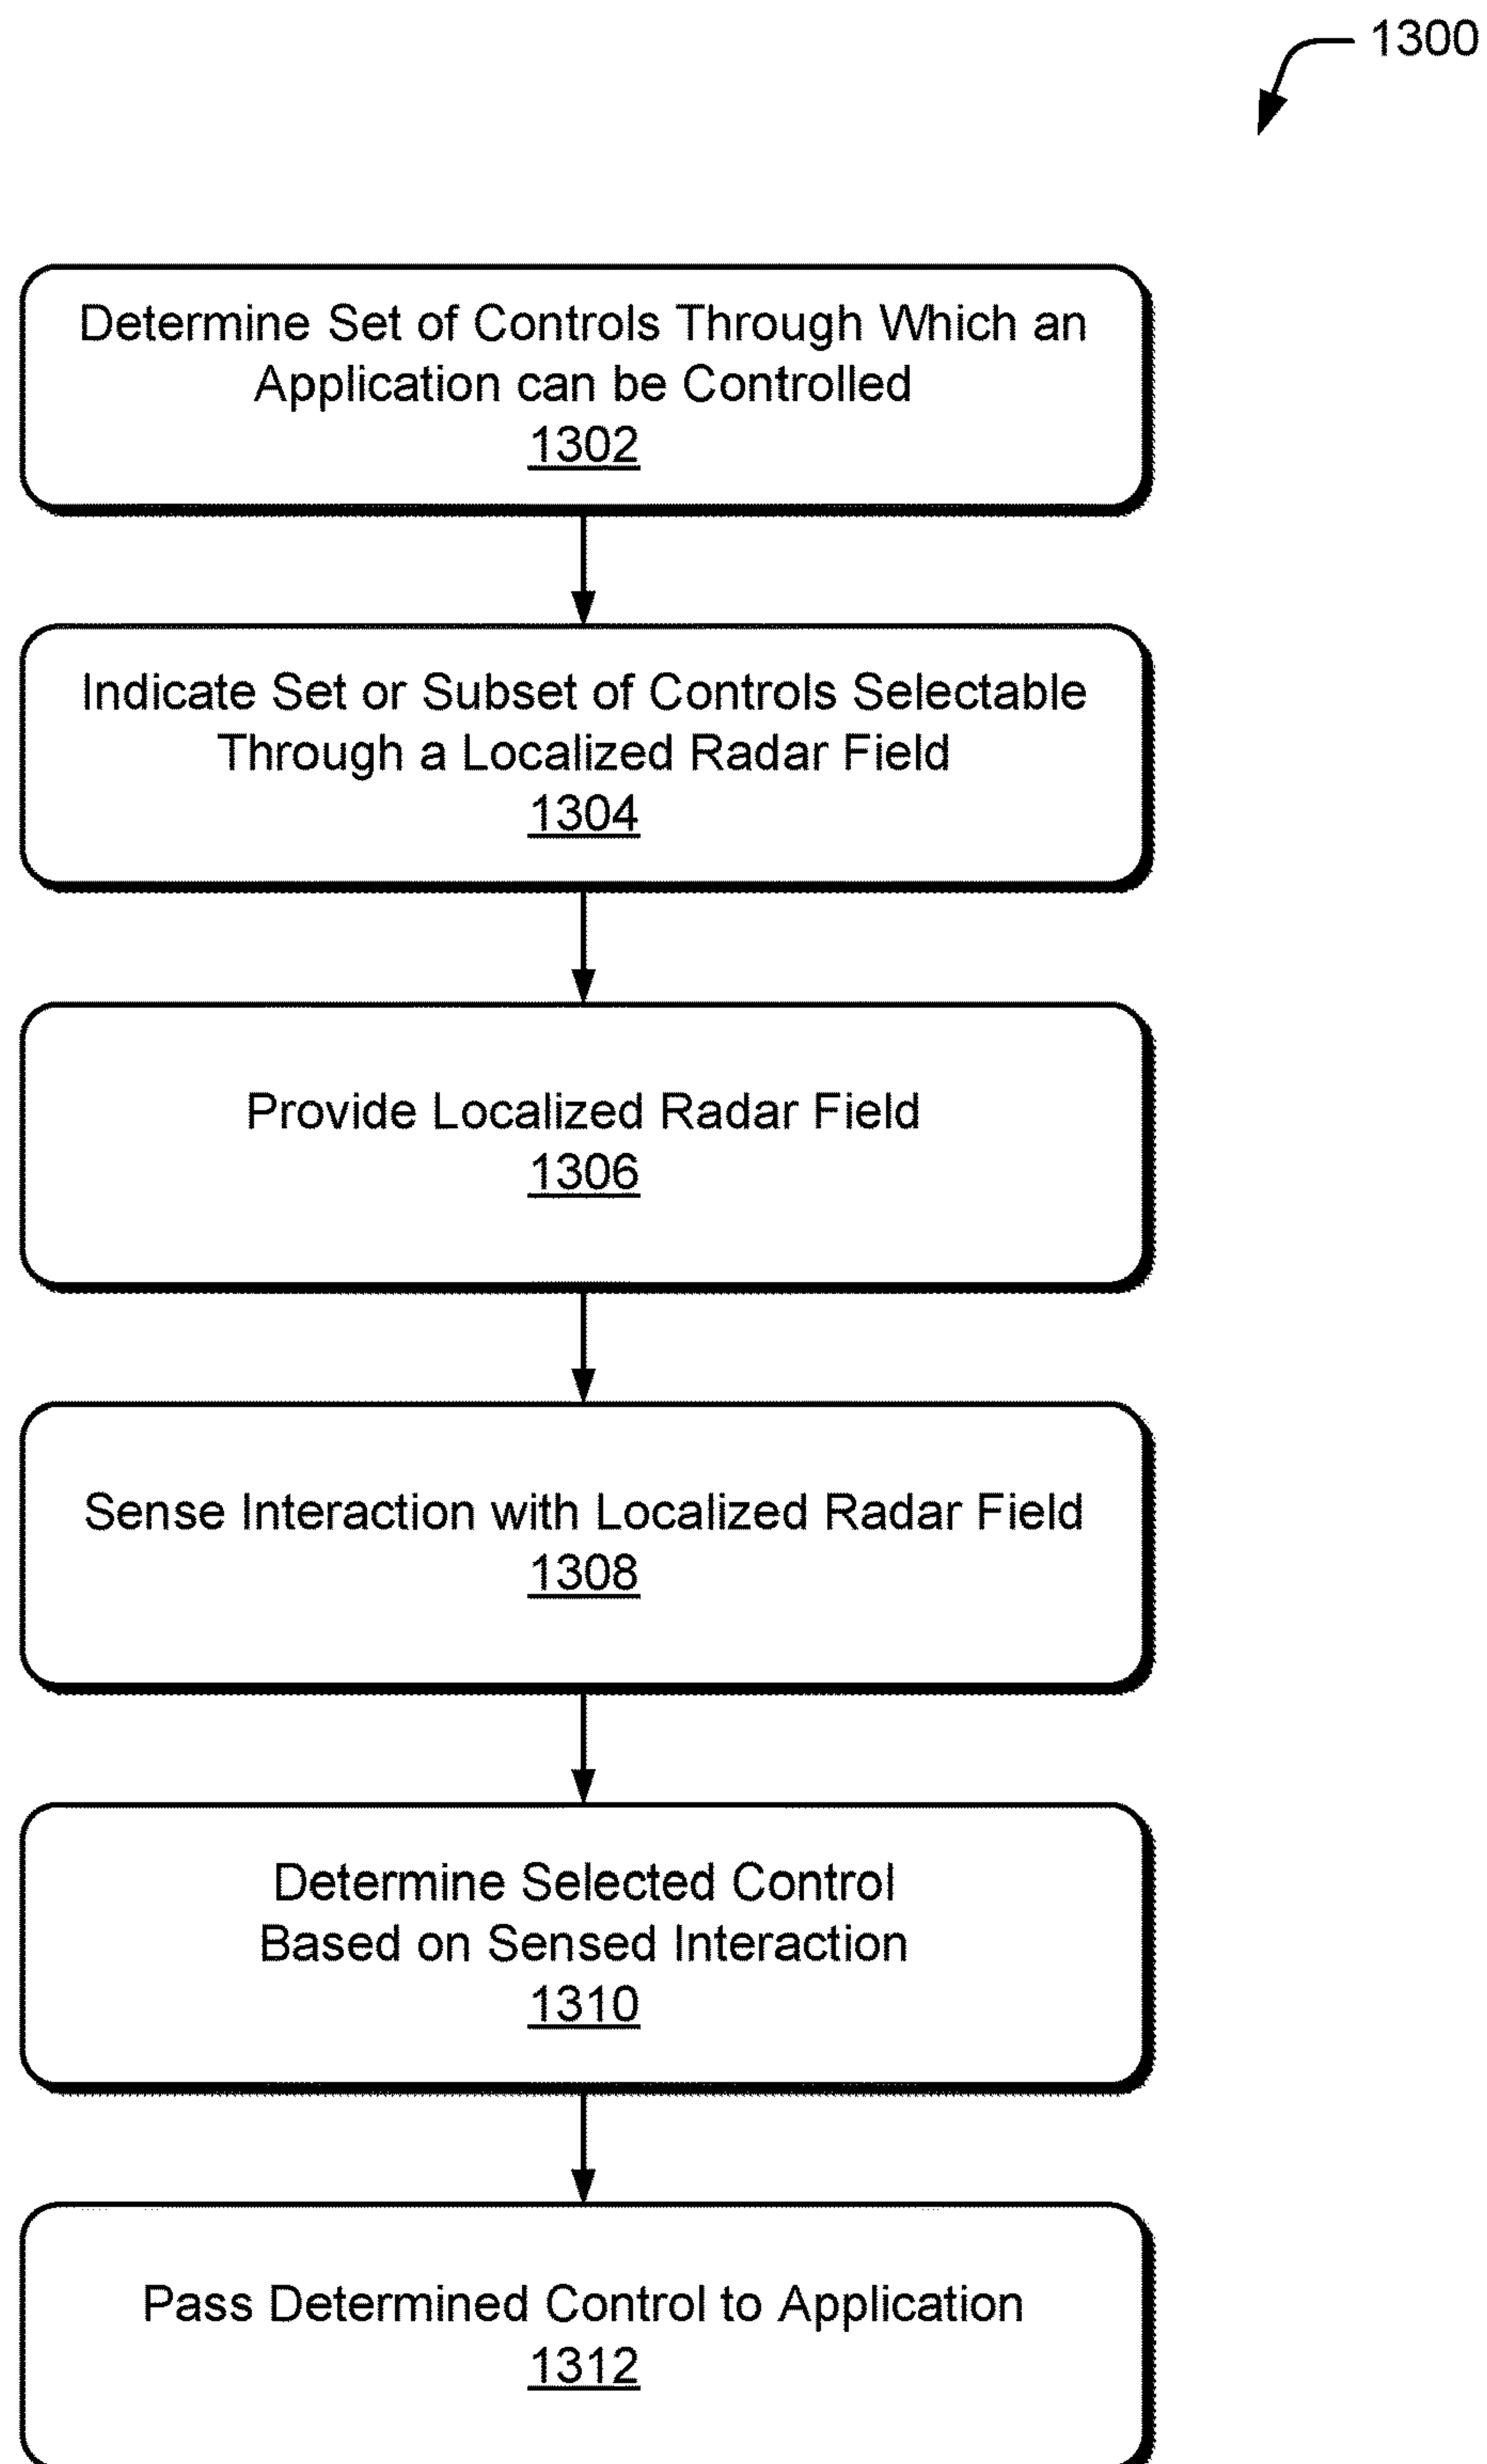 1300
Determine Set of Controls Through Which an
Application can be Controlled
1302
Indicate Set or Subset of Controls Selectable
Through a Localized Radar Field
1304
Provide Localized Radar Field
1306
Sense Interaction with Localized Radar Field
1308
Determine Selected Control
Based on Sensed Interaction
1310
Pass Determined Control to Application
1312